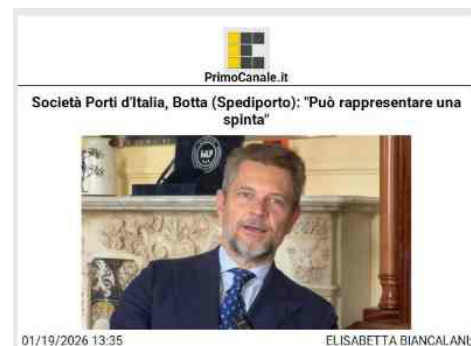 PrimoCanale.it
Società Porti d'Italia, Botta (Spediporto): "Può rappresentare una
spinta"
01/19/2026 13:35 ELISABETTA BIANCALANI